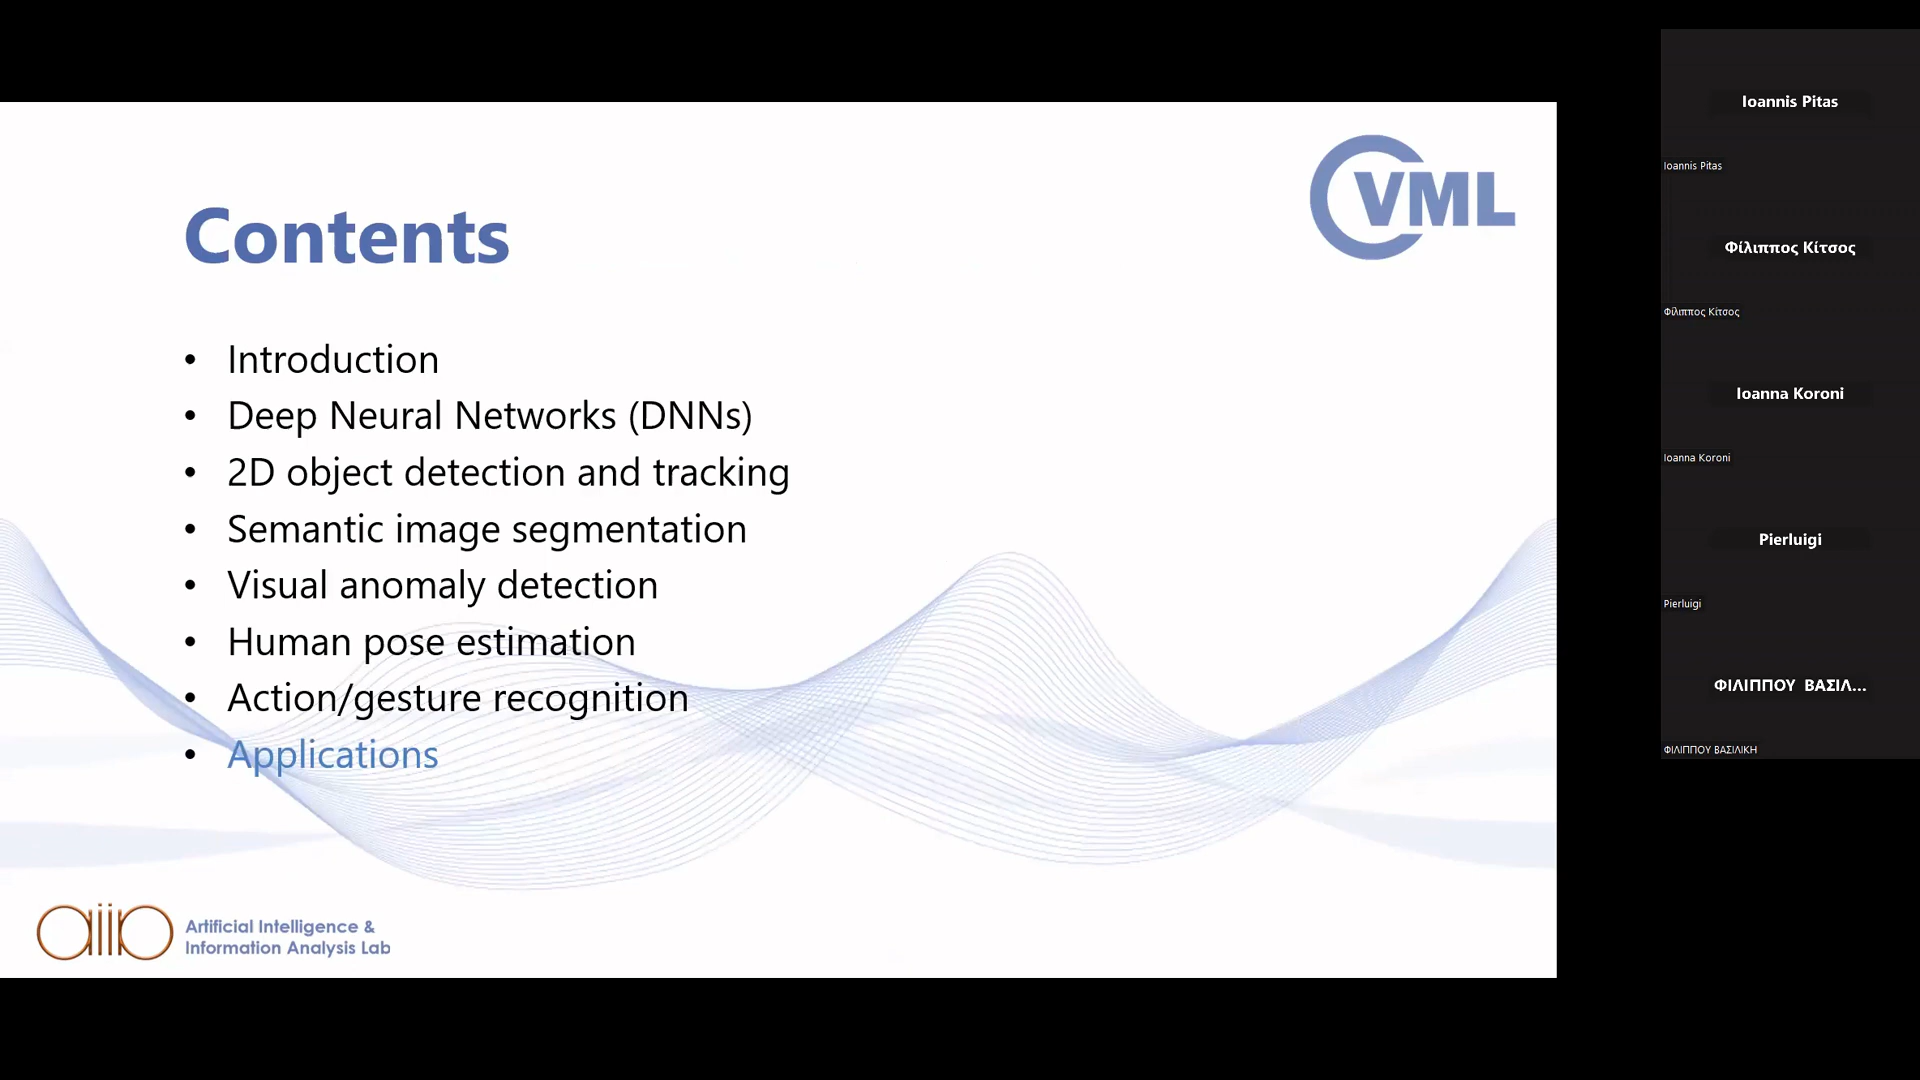 CVML
Contents
• Introduction
• Deep Neural Networks (DNNs)
• 2D object detection and tracking
• Semantic image segmentation
• Visual anomaly detection
• Human pose estimation
• Action/gesture recognition
• Applications
aiia
Artificial Intelligence &
Information Analysis Lab
Ioannis Pitas
Ioannis Pitas
Φίλιππος Κίτσος
Φίλιππος Κίτσος
Ioanna Koroni
Ioanna Koroni
Pierluigi
Pierluigi
ΦΙΛΙΠΠΟΥ ΒΑΣΙΛ...
ΦΙΛΙΠΠΟΥ ΒΑΣΙΛΙΚΗ